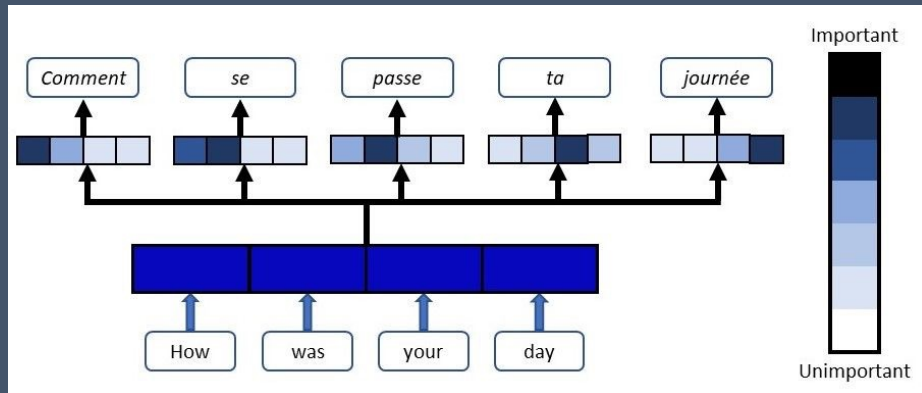 Important
Comment se passe ta journée
How was your day
Unimportant